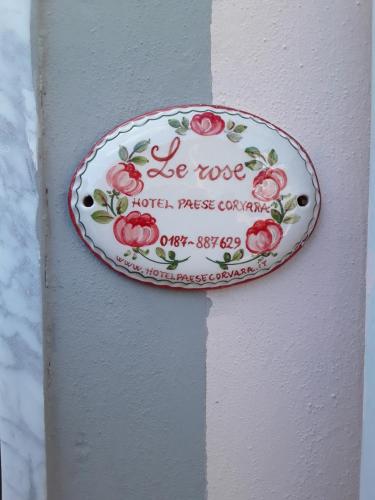 Le rose
HOTEL PAESE CORVARA
0187-887629
WWW.HOTELPAESECORVARA.IT